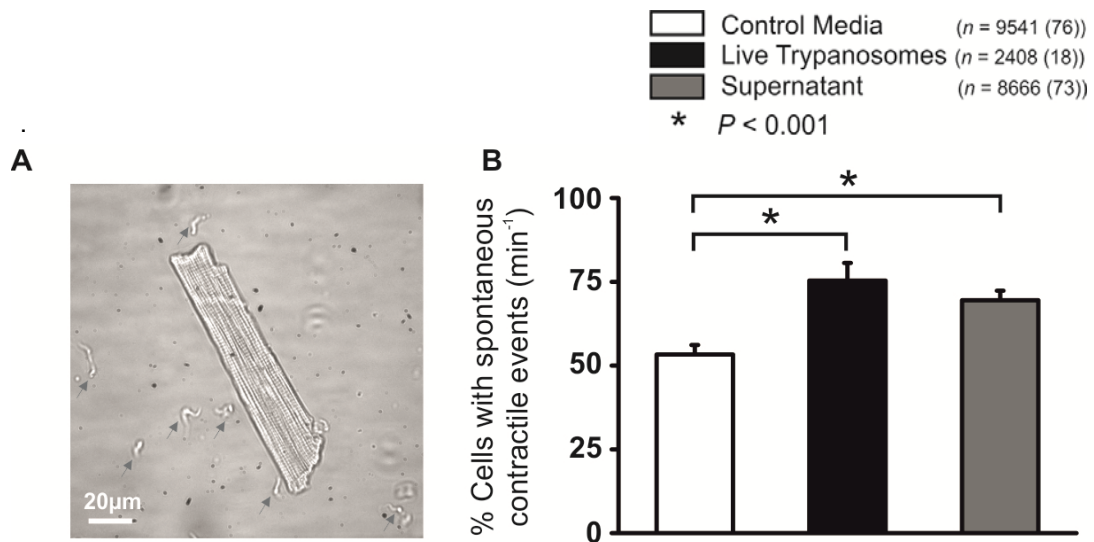 Control Media (n = 9541 (76))
Live Trypanosomes (n = 2408 (18))
Supernatant (n = 8666 (73))
* P < 0.001
.
A
B
20μm
% Cells with spontaneous
contractile events (min⁻¹)
100
75
50
25
0
*
*